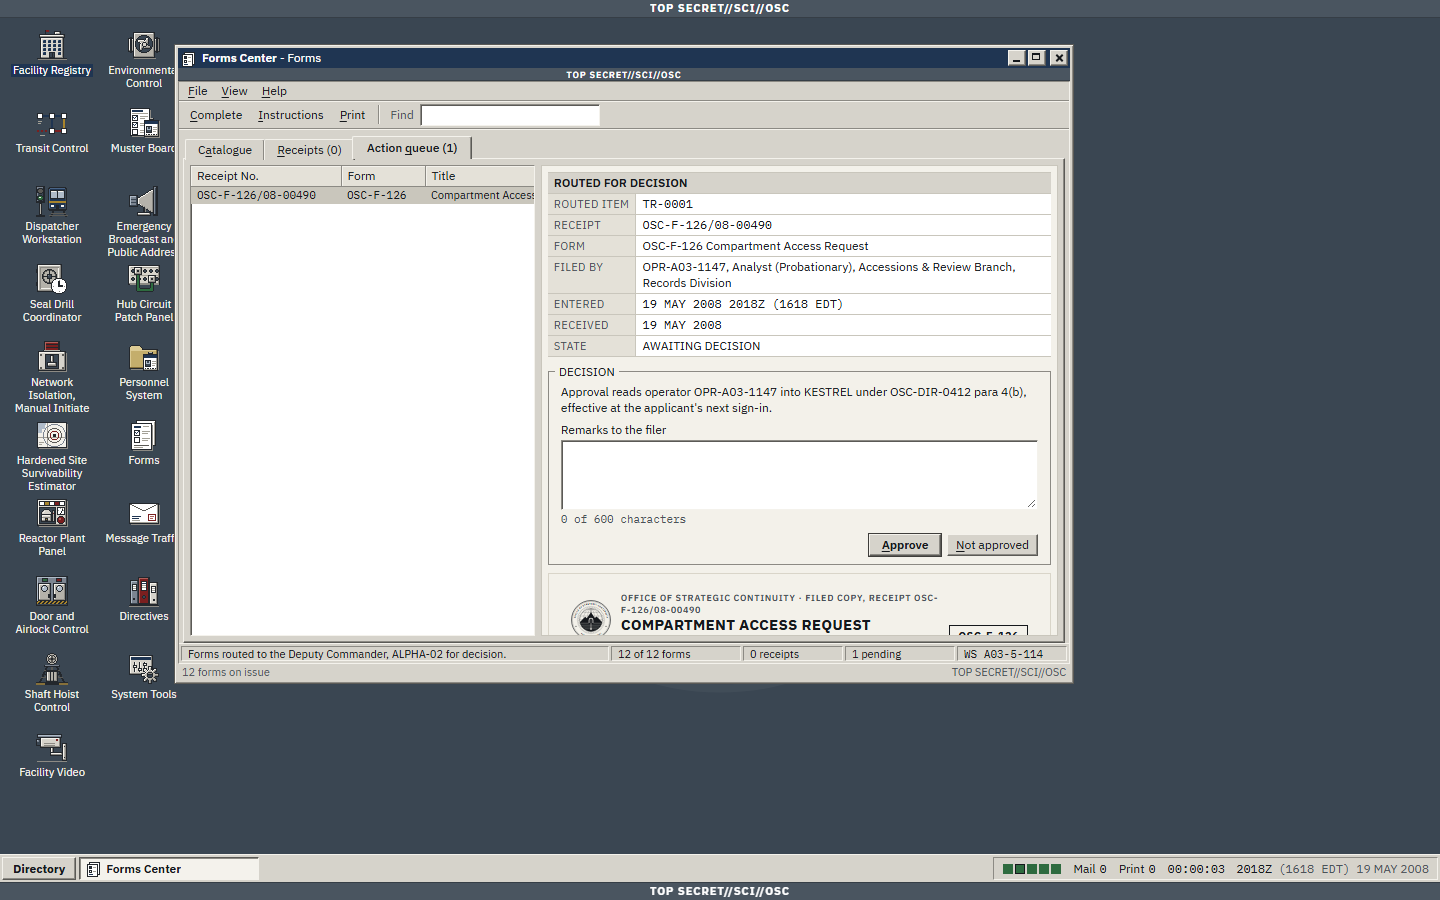 TOP SECRET//SCI//OSC
Facility Registry
Environmenta
Control
Transit Control
Muster Board
Dispatcher
Workstation
Emergency
Broadcast an
Public Addres
Seal Drill
Coordinator
Hub Circuit
Patch Panel
Network
Isolation,
Manual Initiate
Personnel
System
Hardened Site
Survivability
Estimator
Forms
Reactor Plant
Panel
Message Traff
Door and
Airlock Control
Directives
Shaft Hoist
Control
System Tools
Facility Video
Forms Center - Forms
TOP SECRET//SCI//OSC
File View Help
Complete Instructions Print Find
Catalogue Receipts (0) Action queue (1)
Receipt No. Form Title
OSC-F-126/08-00490 OSC-F-126 Compartment Access
ROUTED FOR DECISION
ROUTED ITEM TR-0001
RECEIPT OSC-F-126/08-00490
FORM OSC-F-126 Compartment Access Request
FILED BY OPR-A03-1147, Analyst (Probationary), Accessions & Review Branch,
Records Division
ENTERED 19 MAY 2008 2018Z (1618 EDT)
RECEIVED 19 MAY 2008
STATE AWAITING DECISION
DECISION
Approval reads operator OPR-A03-1147 into KESTREL under OSC-DIR-0412 para 4(b),
effective at the applicant's next sign-in.
Remarks to the filer
0 of 600 characters
Approve Not approved
OFFICE OF STRATEGIC CONTINUITY · FILED COPY, RECEIPT OSC-
F-126/08-00490
COMPARTMENT ACCESS REQUEST
OSC-F-126
Forms routed to the Deputy Commander, ALPHA-02 for decision. 12 of 12 forms 0 receipts 1 pending WS A03-5-114
12 forms on issue TOP SECRET//SCI//OSC
Directory Forms Center Mail 0 Print 0 00:00:03 2018Z (1618 EDT) 19 MAY 2008
TOP SECRET//SCI//OSC